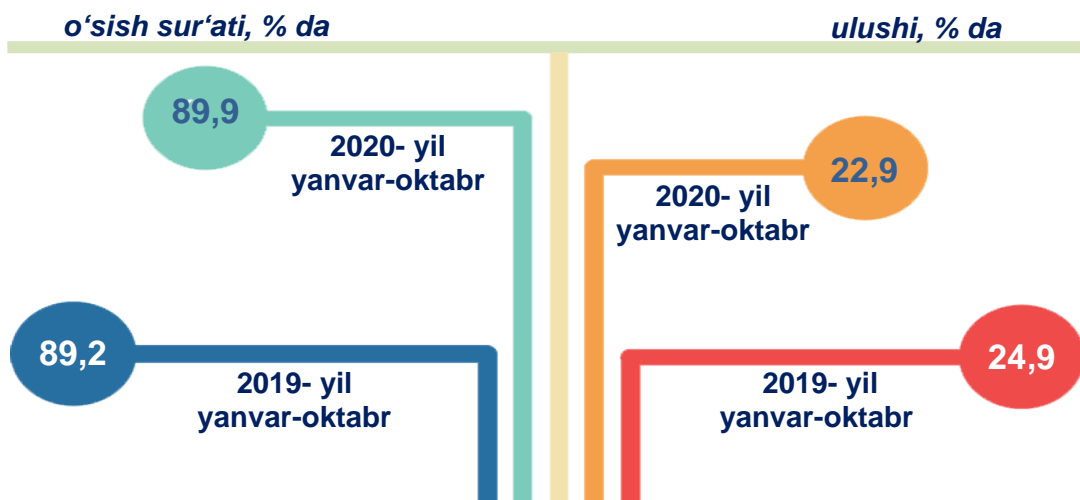 o‘sish sur‘ati, % da
ulushi, % da
89,9
2020- yil
yanvar-oktabr
22,9
2020- yil
yanvar-oktabr
89,2
2019- yil
yanvar-oktabr
24,9
2019- yil
yanvar-oktabr